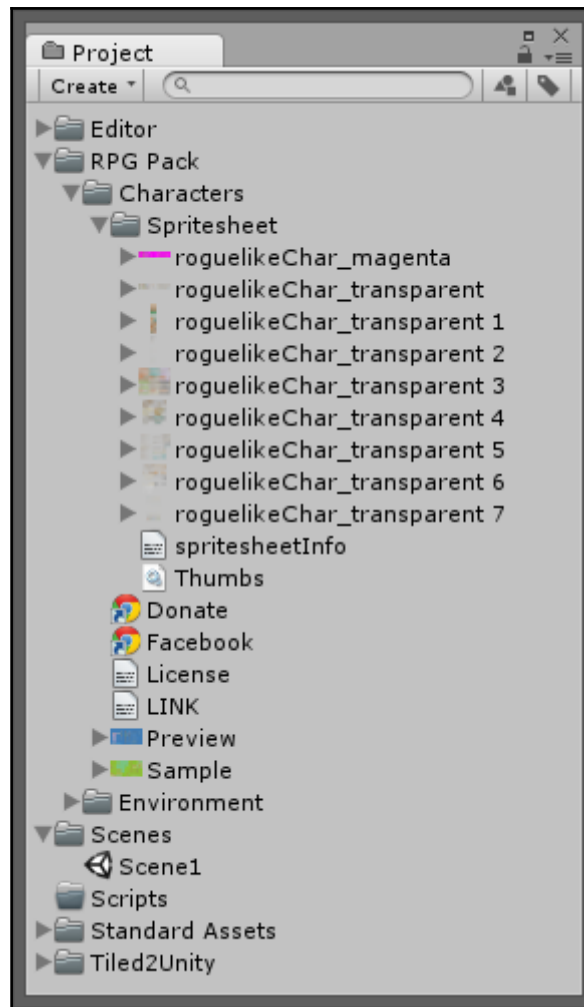 Project
Create
Editor
RPG Pack
Characters
Spritesheet
roguelikeChar_magenta
roguelikeChar_transparent
roguelikeChar_transparent 1
roguelikeChar_transparent 2
roguelikeChar_transparent 3
roguelikeChar_transparent 4
roguelikeChar_transparent 5
roguelikeChar_transparent 6
roguelikeChar_transparent 7
spritesheetInfo
Thumbs
Donate
Facebook
License
LINK
Preview
Sample
Environment
Scenes
Scene1
Scripts
Standard Assets
Tiled2Unity